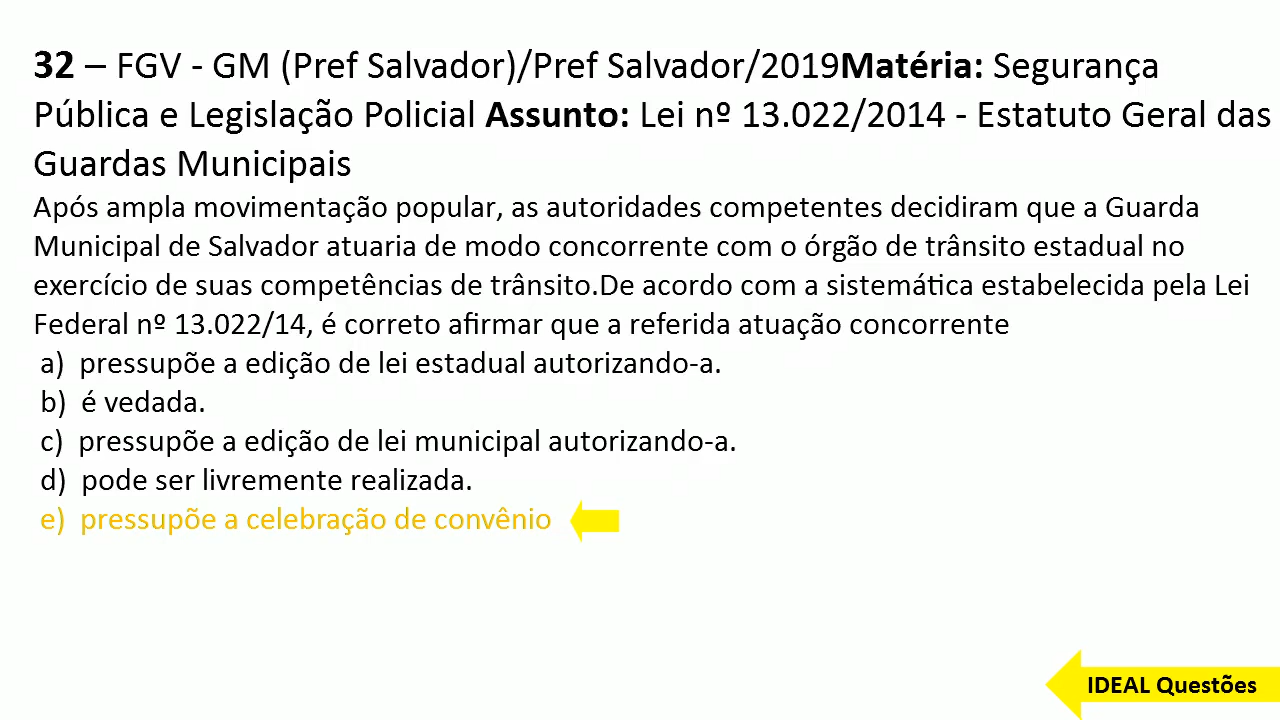 32 – FGV - GM (Pref Salvador)/Pref Salvador/2019Matéria: Segurança
Pública e Legislação Policial Assunto: Lei nº 13.022/2014 - Estatuto Geral das
Guardas Municipais
Após ampla movimentação popular, as autoridades competentes decidiram que a Guarda
Municipal de Salvador atuaria de modo concorrente com o órgão de trânsito estadual no
exercício de suas competências de trânsito.De acordo com a sistemática estabelecida pela Lei
Federal nº 13.022/14, é correto afirmar que a referida atuação concorrente
a) pressupõe a edição de lei estadual autorizando-a.
b) é vedada.
c) pressupõe a edição de lei municipal autorizando-a.
d) pode ser livremente realizada.
e) pressupõe a celebração de convênio
IDEAL Questões